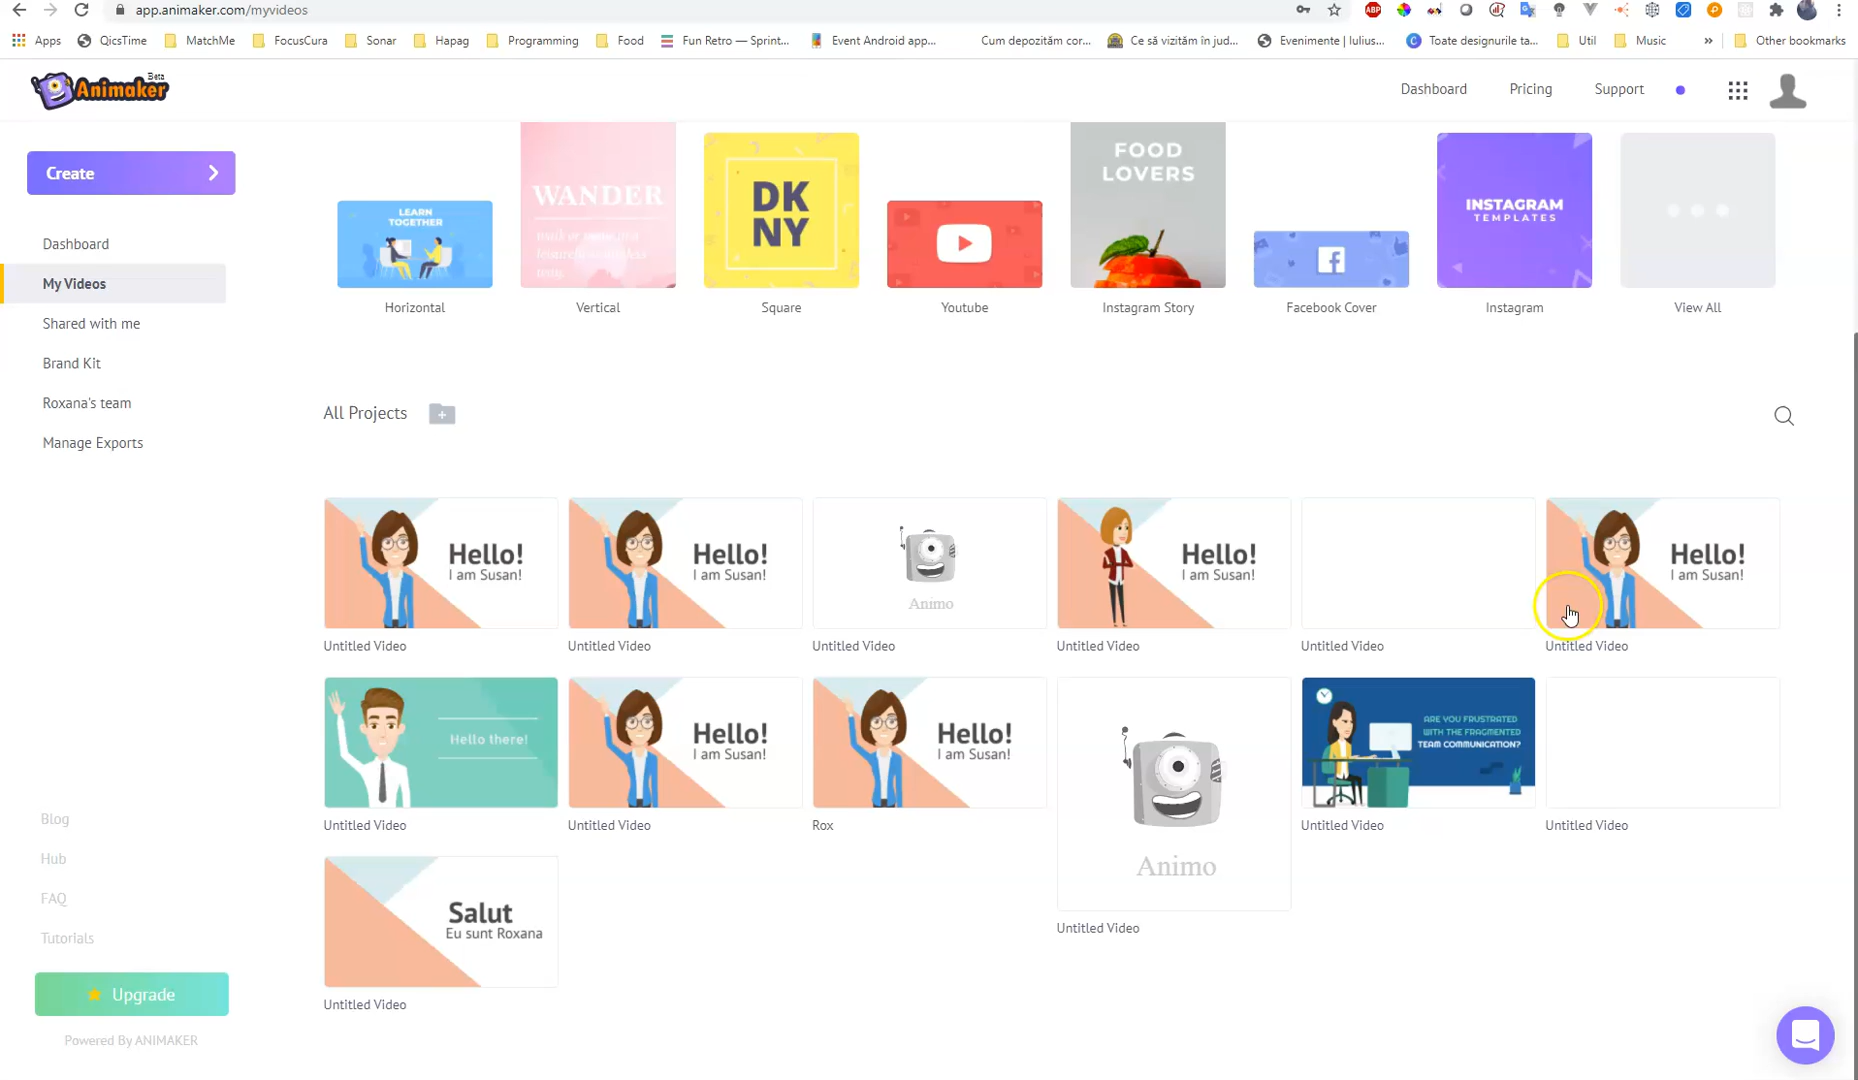 app.animaker.com/myvideos
Apps
QicsTime
MatchMe
FocusCura
Sonar
Hapag
Programming
Food
Fun Retro — Sprint...
Event Android app...
Cum depozităm cor...
Ce să vizităm în jud...
Evenimente | Iulius...
Toate designurile ta...
Util
Music
»
Other bookmarks
Animaker
Beta
Dashboard
Pricing
Support
Create
Dashboard
My Videos
Shared with me
Brand Kit
Roxana's team
Manage Exports
Blog
Hub
FAQ
Tutorials
Upgrade
Powered By ANIMAKER
LEARN
TOGETHER
Horizontal
WANDER
Vertical
DK
NY
Square
Youtube
FOOD
LOVERS
Instagram Story
Facebook Cover
INSTAGRAM
TEMPLATES
Instagram
View All
All Projects
Hello!
I am Susan!
Untitled Video
Hello!
I am Susan!
Untitled Video
Animo
Untitled Video
Hello!
I am Susan!
Untitled Video
Untitled Video
Hello!
I am Susan!
Untitled Video
Hello there!
Untitled Video
Hello!
I am Susan!
Untitled Video
Hello!
I am Susan!
Rox
Animo
Untitled Video
ARE YOU FRUSTRATED
WITH THE FRAGMENTED
TEAM COMMUNICATION?
Untitled Video
Untitled Video
Salut
Eu sunt Roxana
Untitled Video